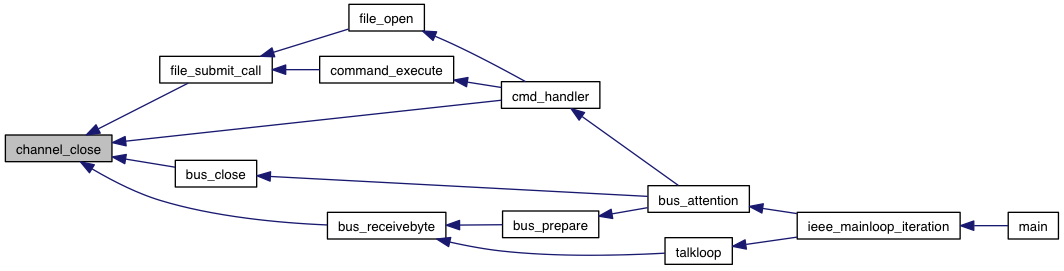 file_open
file_submit_call
command_execute
cmd_handler
channel_close
bus_close
bus_attention
bus_receivebyte
bus_prepare
ieee_mainloop_iteration
main
talkloop